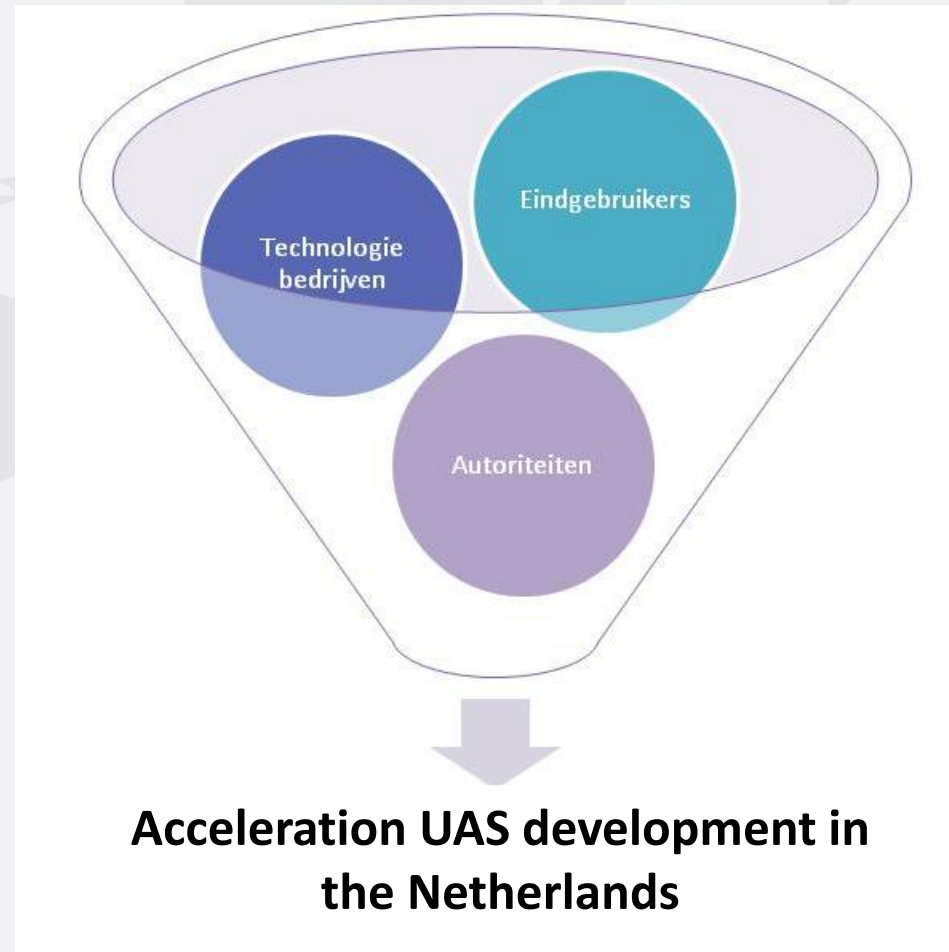 Eindgebruikers
Technologie
bedrijven
Autoriteiten
Acceleration UAS development in
the Netherlands